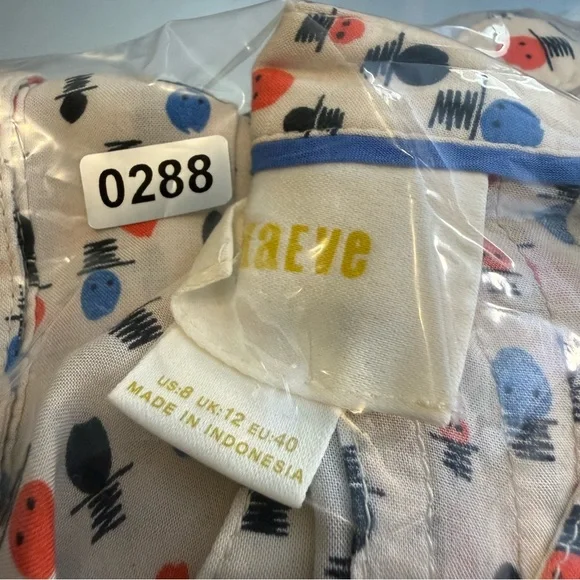 0288
maEve
US:8 UK:12 EU:40
MADE IN INDONESIA